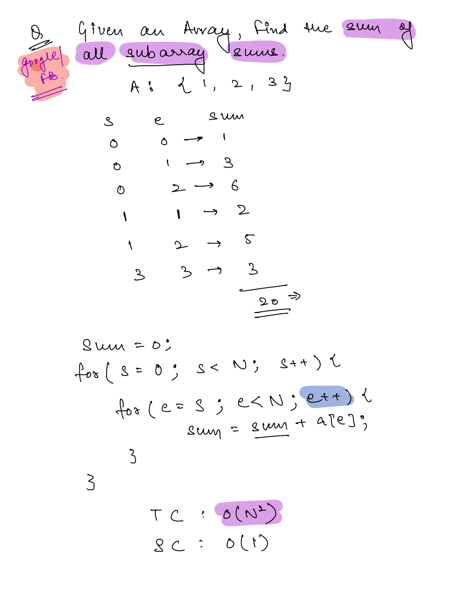 Q. Given an Array, Find the sum of
all subarray sums.
google/
FB.
A: {1, 2, 3}
s e sum
0 0 → 1
0 1 → 3
0 2 → 6
1 1 → 2
1 2 → 5
3 3 → 3
20 ⇒
sum = 0;
for(s = 0; s < N; s++){
for(e = s; e < N; e++){
sum = sum + a[e];
}
}
TC : O(N²)
SC : O(1)